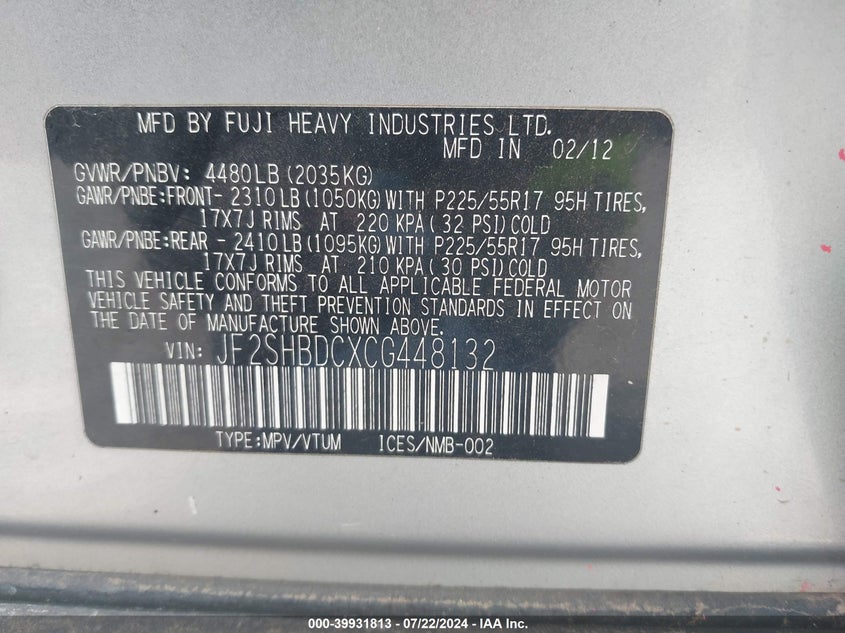 MFD BY FUJI HEAVY INDUSTRIES LTD.
MFD IN 02/12
GVWR/PNBV: 4480LB (2035KG)
GAWR/PNBE:FRONT- 2310LB (1050KG) WITH P225/55R17 95H TIRES,
17X7J RIMS AT 220 KPA (32 PSI) COLD
GAWR/PNBE:REAR - 2410LB (1095KG) WITH P225/55R17 95H TIRES,
17X7J RIMS AT 210 KPA (30 PSI) COLD
THIS VEHICLE CONFORMS TO ALL APPLICABLE FEDERAL MOTOR
VEHICLE SAFETY AND THEFT PREVENTION STANDARDS IN EFFECT ON
THE DATE OF MANUFACTURE SHOWN ABOVE.
VIN: JF2SHBDCXCG448132
TYPE:MPV/VTUM ICES/NMB-002
000-39931813 - 07/22/2024 - IAA Inc.